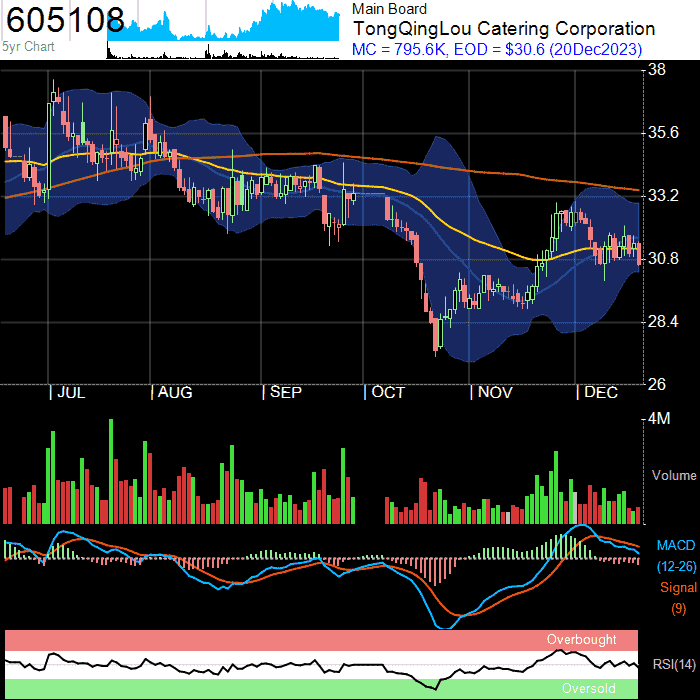 605108
5yr Chart
Main Board
TongQingLou Catering Corporation
MC = 795.6K, EOD = $30.6 (20Dec2023)
38
35.6
33.2
30.8
28.4
26
| JUL | AUG | SEP | OCT | NOV | DEC
4M
Volume
MACD
(12-26)
Signal
(9)
Overbought
RSI(14)
Oversold